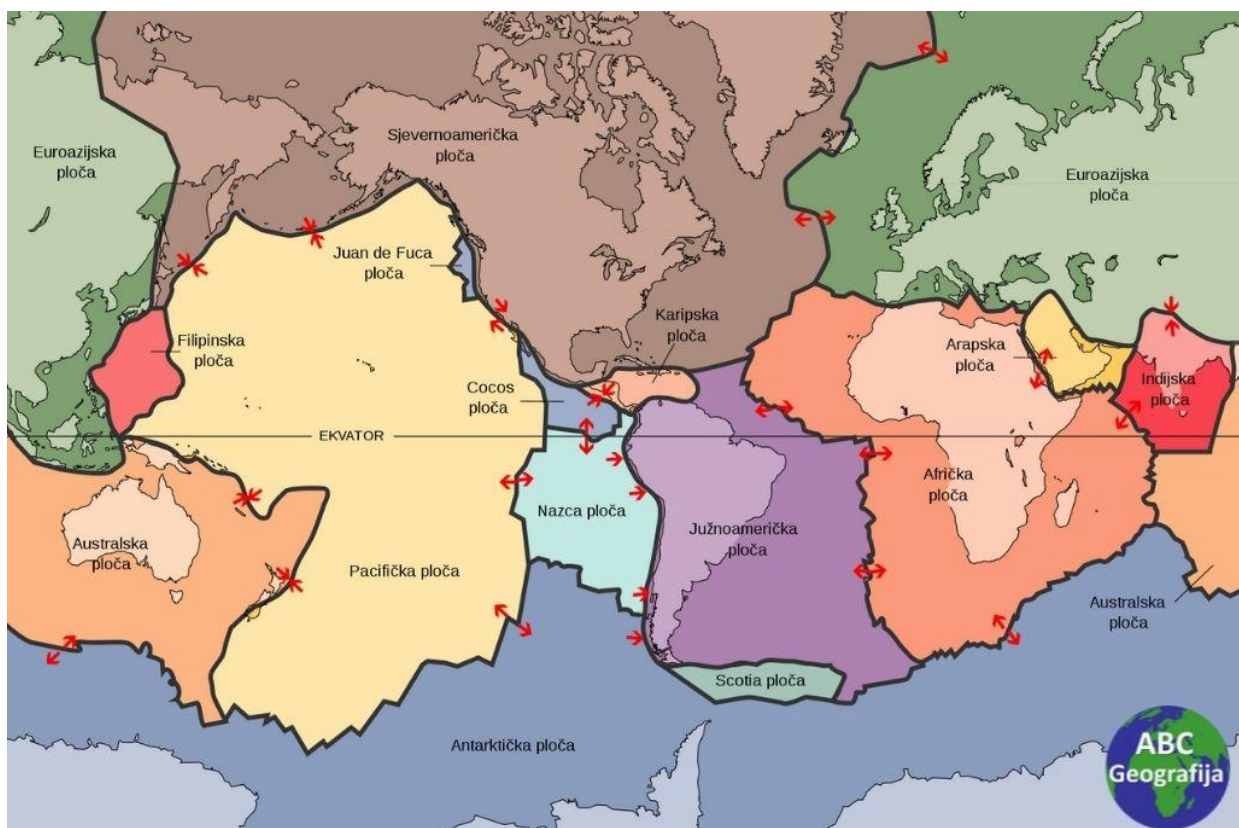 Sjevernoamerička
ploča
Euroazijska
ploča
Euroazijska
ploča
Juan de Fuca
ploča
Karipska
ploča
Filipinska
ploča
Arapska
ploča
Indijska
ploča
Cocos
ploča
EKVATOR
Afrička
ploča
Nazca ploča
Južnoamerička
ploča
Australska
ploča
Pacifička ploča
Australska
ploča
Scotia ploča
Antarktička ploča
ABC
Geografija